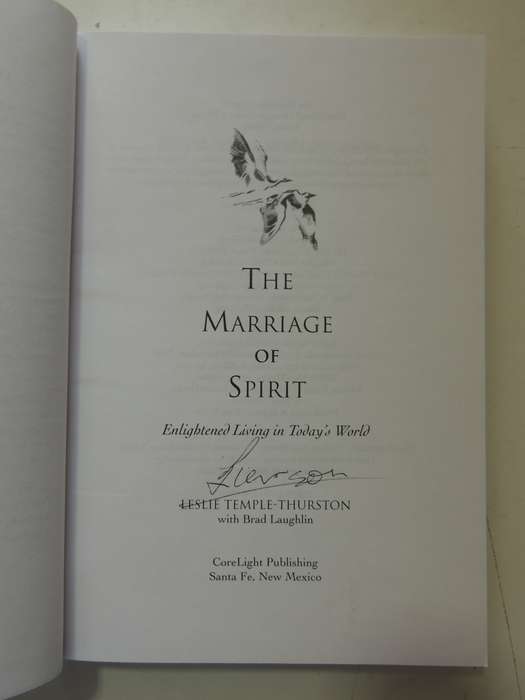 THE
MARRIAGE
OF
SPIRIT
Enlightened Living in Today's World
LESLIE TEMPLE-THURSTON
with Brad Laughlin
CoreLight Publishing
Santa Fe, New Mexico